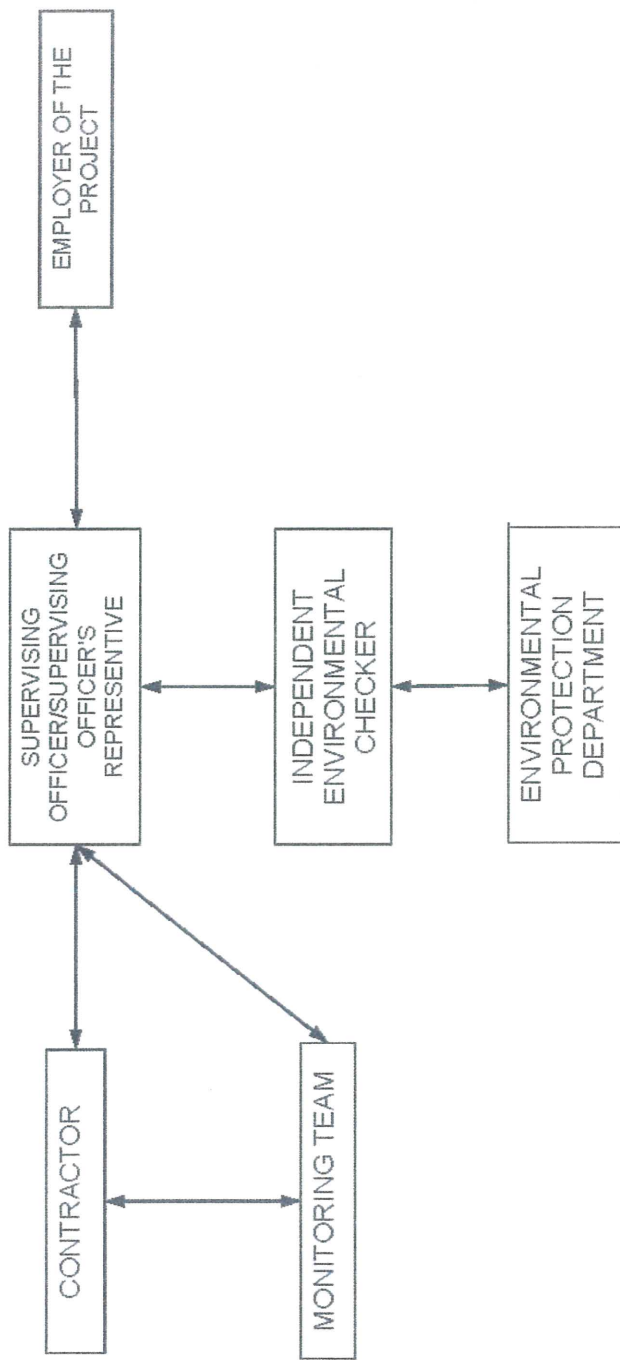 EMPLOYER OF THE
PROJECT
SUPERVISING
OFFICER/SUPERVISING
OFFICER'S
REPRESENTIVE
INDEPENDENT
ENVIRONMENTAL
CHECKER
ENVIRONMENTAL
PROTECTION
DEPARTMENT
CONTRACTOR
MONITORING TEAM